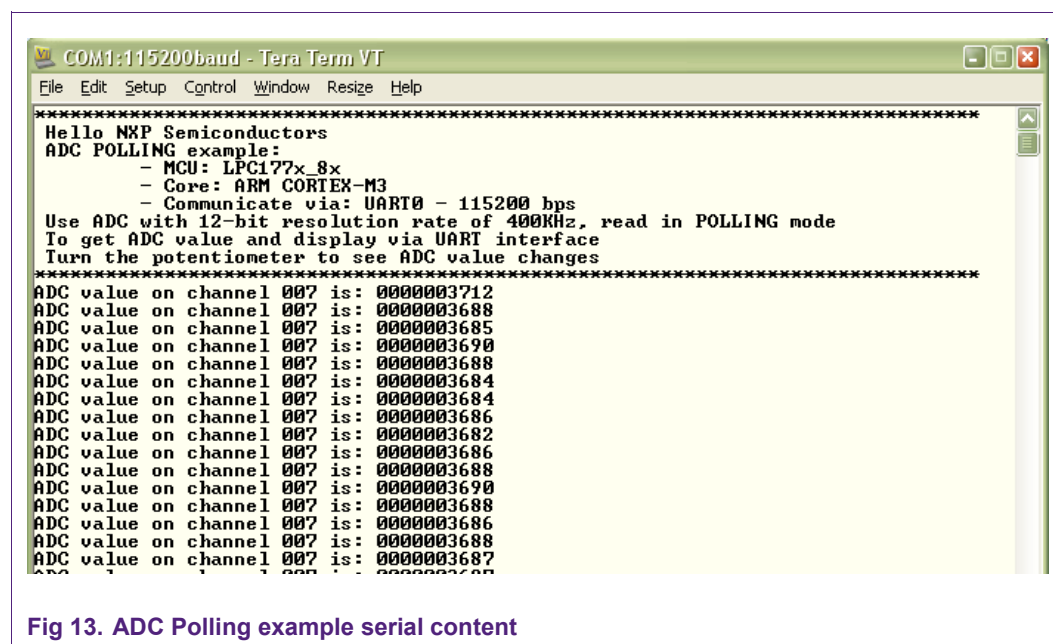 COM1:115200baud - Tera Term VT
File Edit Setup Control Window Resize Help
********************************************************************************
Hello NXP Semiconductors
ADC POLLING example:
- MCU: LPC177x_8x
- Core: ARM CORTEX-M3
- Communicate via: UART0 - 115200 bps
Use ADC with 12-bit resolution rate of 400KHz, read in POLLING mode
To get ADC value and display via UART interface
Turn the potentiometer to see ADC value changes
********************************************************************************
ADC value on channel 007 is: 0000003712
ADC value on channel 007 is: 0000003688
ADC value on channel 007 is: 0000003685
ADC value on channel 007 is: 0000003690
ADC value on channel 007 is: 0000003688
ADC value on channel 007 is: 0000003684
ADC value on channel 007 is: 0000003684
ADC value on channel 007 is: 0000003686
ADC value on channel 007 is: 0000003682
ADC value on channel 007 is: 0000003686
ADC value on channel 007 is: 0000003688
ADC value on channel 007 is: 0000003690
ADC value on channel 007 is: 0000003688
ADC value on channel 007 is: 0000003686
ADC value on channel 007 is: 0000003688
ADC value on channel 007 is: 0000003687
Fig 13. ADC Polling example serial content